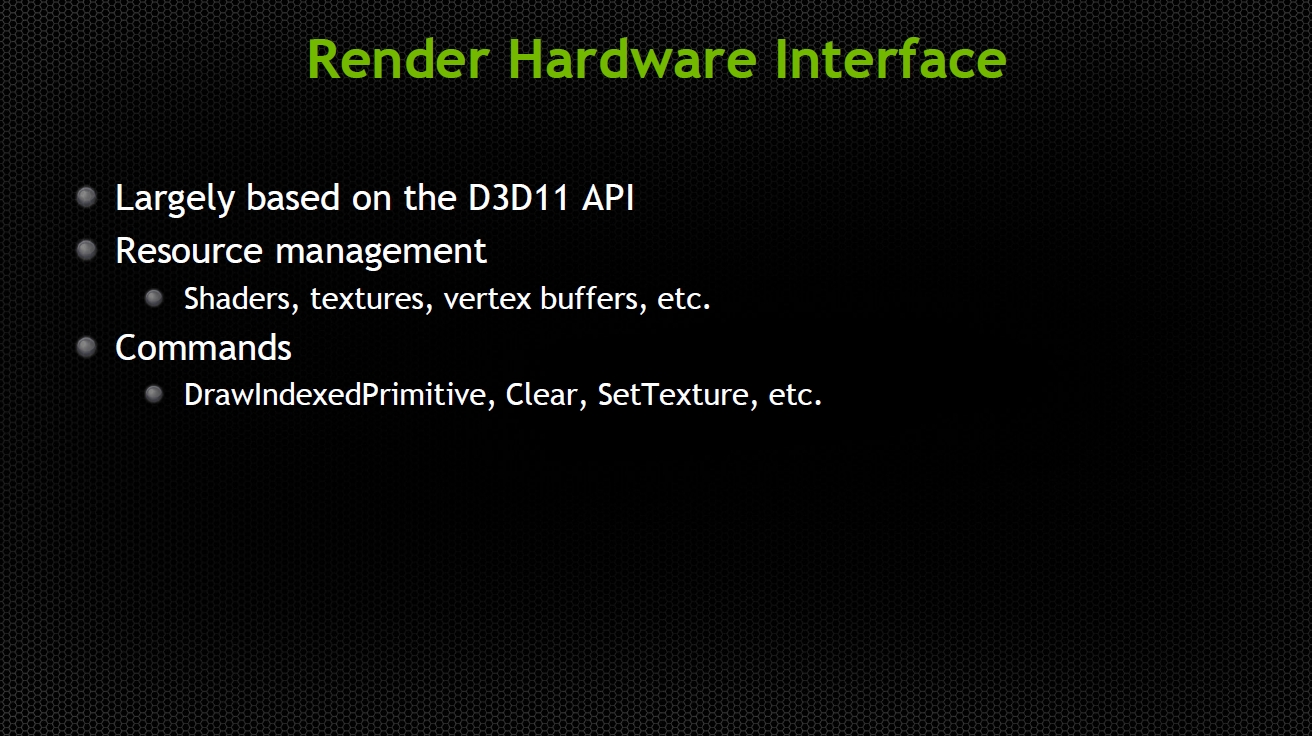 Render Hardware Interface
Largely based on the D3D11 API
Resource management
Shaders, textures, vertex buffers, etc.
Commands
DrawIndexedPrimitive, Clear, SetTexture, etc.